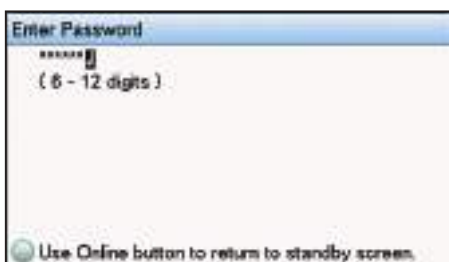 Enter Password
******
( 6 - 12 digits )
Use Online button to return to standby screen.